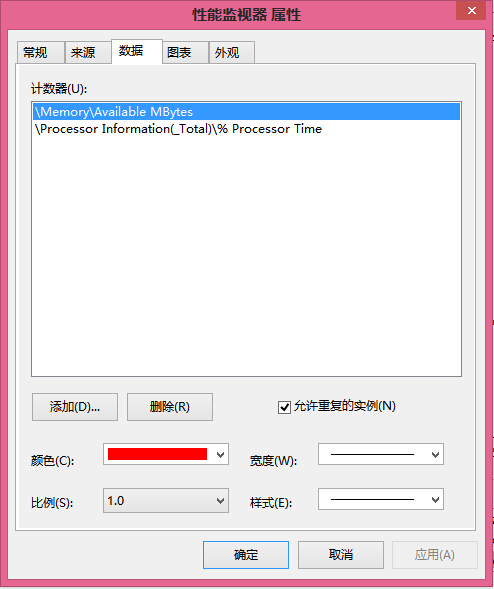 性能监视器 属性
常规 来源 数据 图表 外观
计数器(U):
\Memory\Available MBytes
\Processor Information(_Total)\% Processor Time
添加(D)... 删除(R) 允许重复的实例(N)
颜色(C): 宽度(W):
比例(S): 1.0 样式(E):
确定 取消 应用(A)